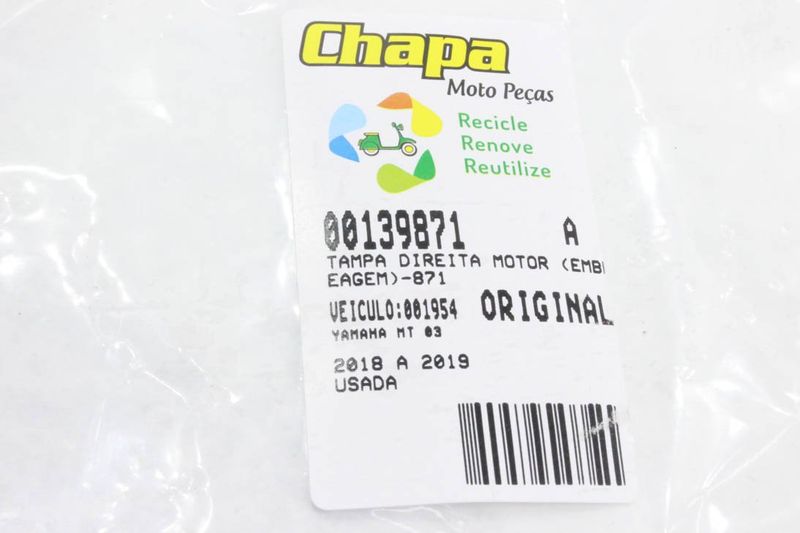 Chapa
Moto Peças
Recicle
Renove
Reutilize
00139871 A
TAMPA DIREITA MOTOR (EMB
EAGEM)-871
VEICULO:001954 ORIGINAL
YAMAHA MT 03
2018 A 2019
USADA